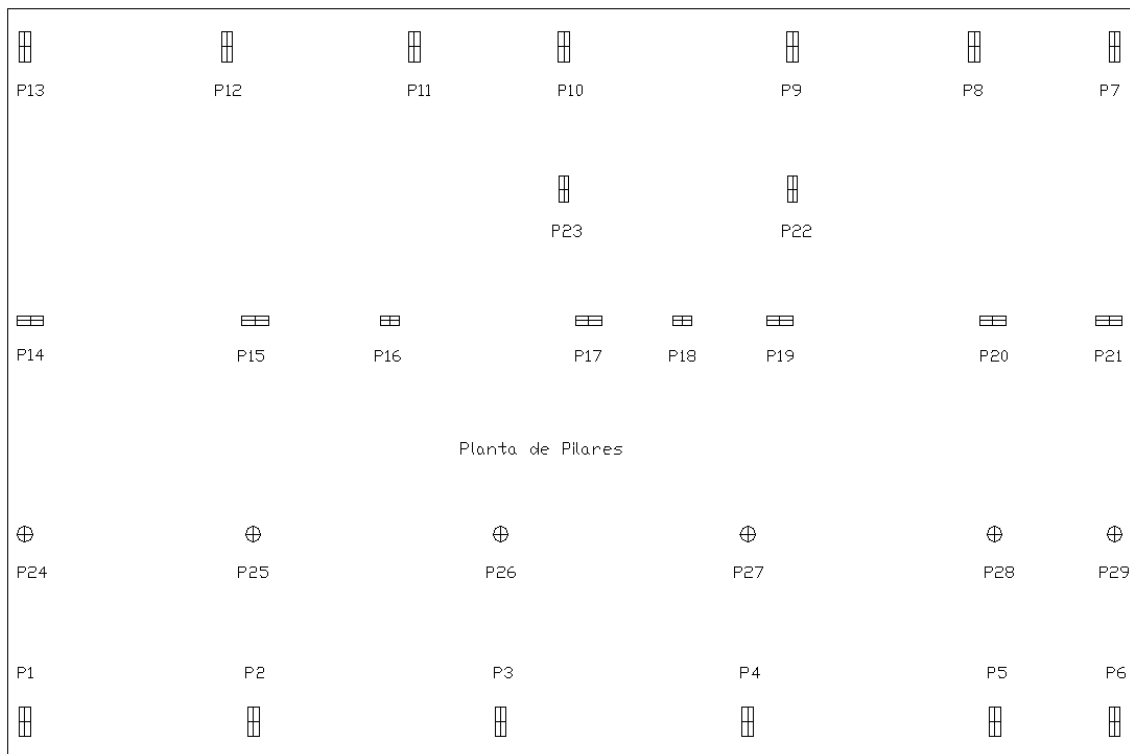 P13 P12 P11 P10 P9 P8 P7
P23 P22
P14 P15 P16 P17 P18 P19 P20 P21
Planta de Pilares
P24 P25 P26 P27 P28 P29
P1 P2 P3 P4 P5 P6